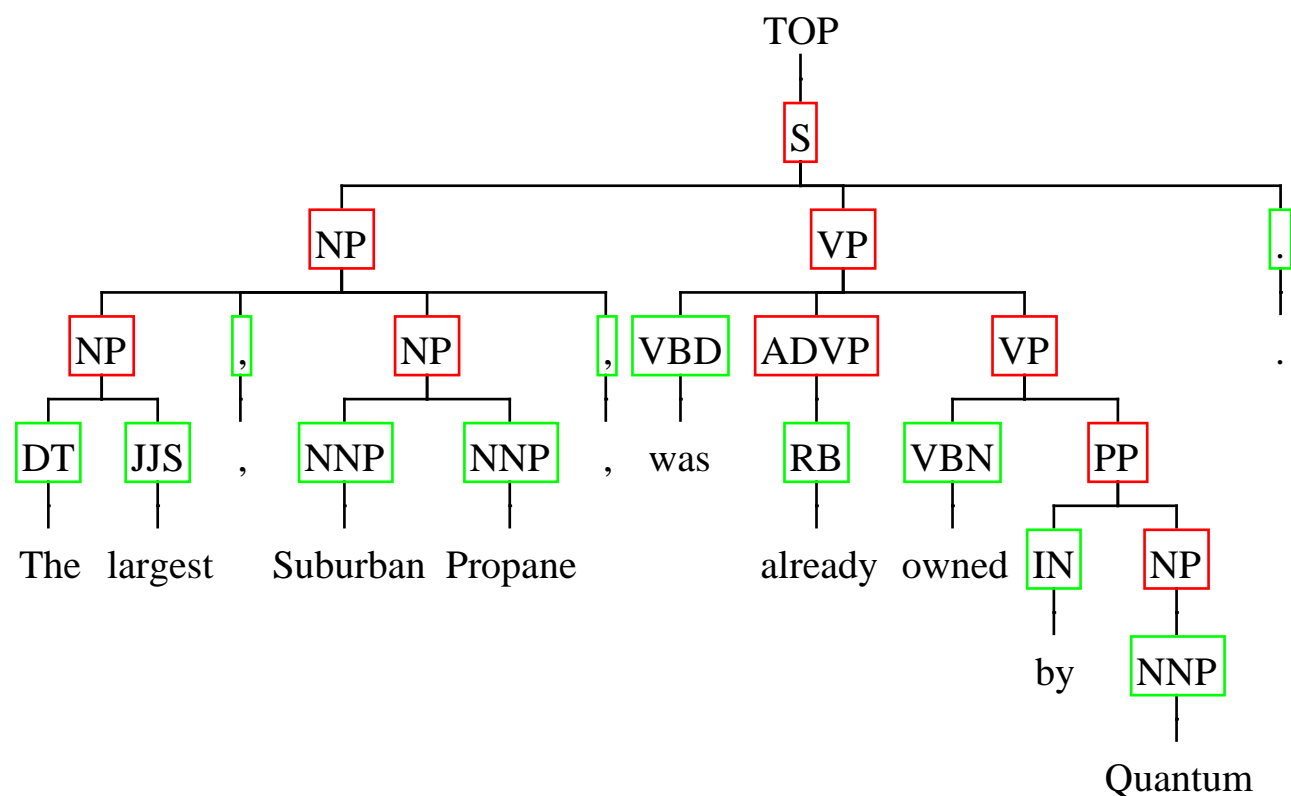 TOP
S
NP VP .
NP , NP , VBD ADVP VP .
DT JJS , NNP NNP , was RB VBN PP
The largest Suburban Propane already owned IN NP
by NNP
Quantum